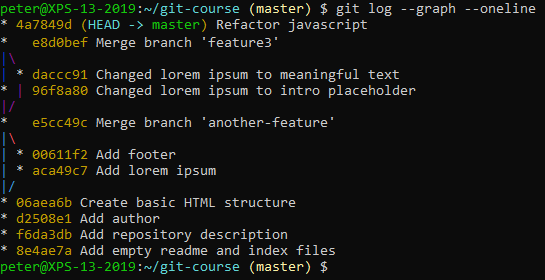 peter@XPS-13-2019:~/git-course (master) $ git log --graph --oneline
* 4a7849d (HEAD -> master) Refactor javascript
*   e8d0bef Merge branch 'feature3'
|\
| * daccc91 Changed lorem ipsum to meaningful text
* | 96f8a80 Changed lorem ipsum to intro placeholder
|/
*   e5cc49c Merge branch 'another-feature'
|\
| * 00611f2 Add footer
| * aca49c7 Add lorem ipsum
|/
* 06aea6b Create basic HTML structure
* d2508e1 Add author
* f6da3db Add repository description
* 8e4ae7a Add empty readme and index files
peter@XPS-13-2019:~/git-course (master) $